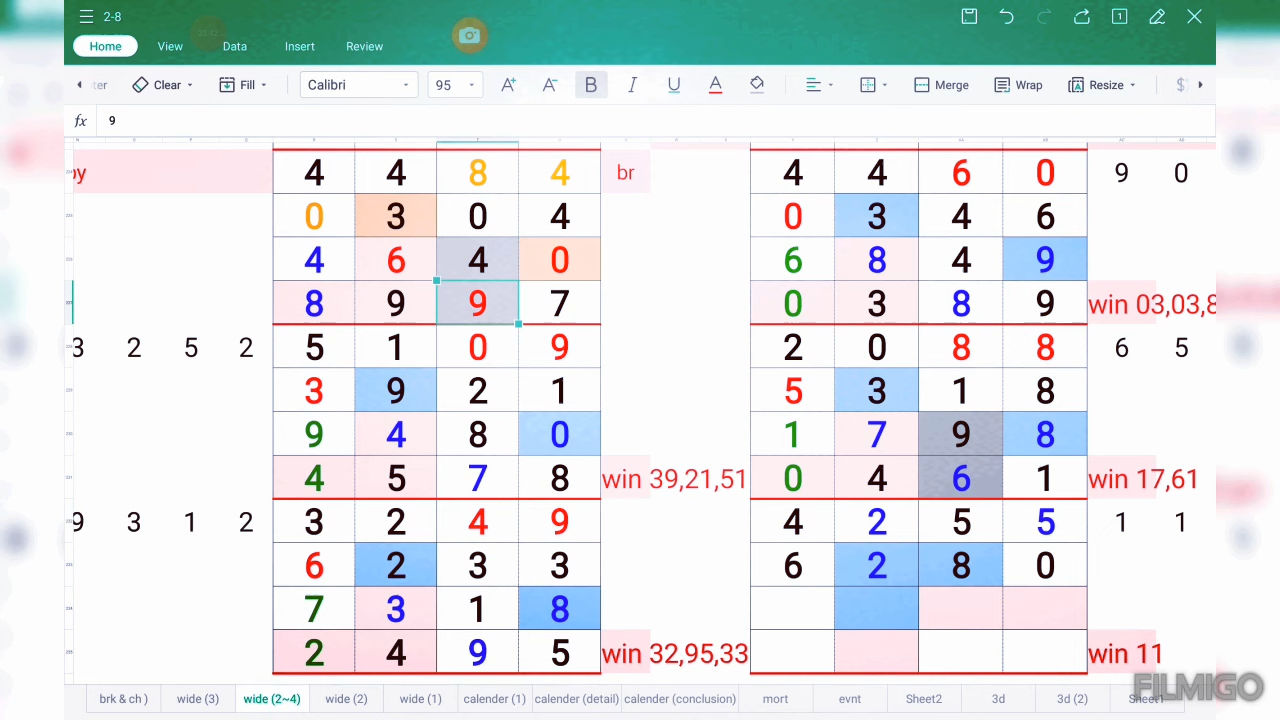 2-8
1
Home View Data Insert Review
Clear Fill Calibri 95 A+ A- B I U A Merge Wrap Resize $
fx 9
4 4 8 4 br 4 4 6 0 9 0
0 3 0 4 0 3 4 6
4 6 4 0 6 8 4 9
8 9 9 7 0 3 8 9 win 03,03,8
3 2 5 2 5 1 0 9 2 0 8 8 6 5
3 9 2 1 5 3 1 8
9 4 8 0 1 7 9 8
4 5 7 8 win 39,21,51 0 4 6 1 win 17,61
9 3 1 2 3 2 4 9 4 2 5 5 1 1
6 2 3 3 6 2 8 0
7 3 1 8
2 4 9 5 win 32,95,33 win 11
brk & ch ) wide (3) wide (2~4) wide (2) wide (1) calender (1) calender (detail) calender (conclusion) mort evnt Sheet2 3d 3d (2) Sheet1
FILMIGO